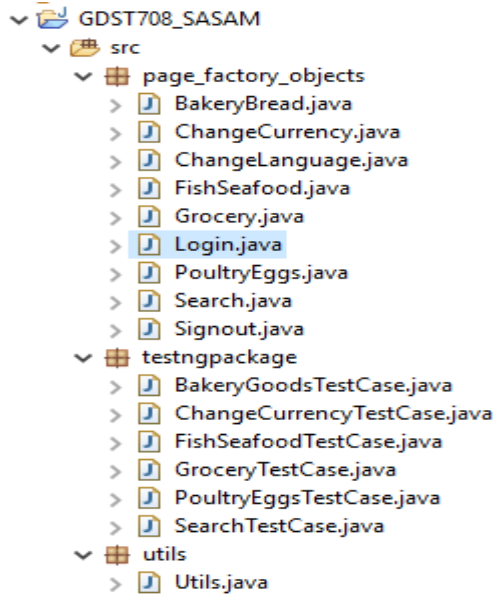 GDST708_SASAM
src
page_factory_objects
BakeryBread.java
ChangeCurrency.java
ChangeLanguage.java
FishSeafood.java
Grocery.java
Login.java
PoultryEggs.java
Search.java
Signout.java
testngpackage
BakeryGoodsTestCase.java
ChangeCurrencyTestCase.java
FishSeafoodTestCase.java
GroceryTestCase.java
PoultryEggsTestCase.java
SearchTestCase.java
utils
Utils.java